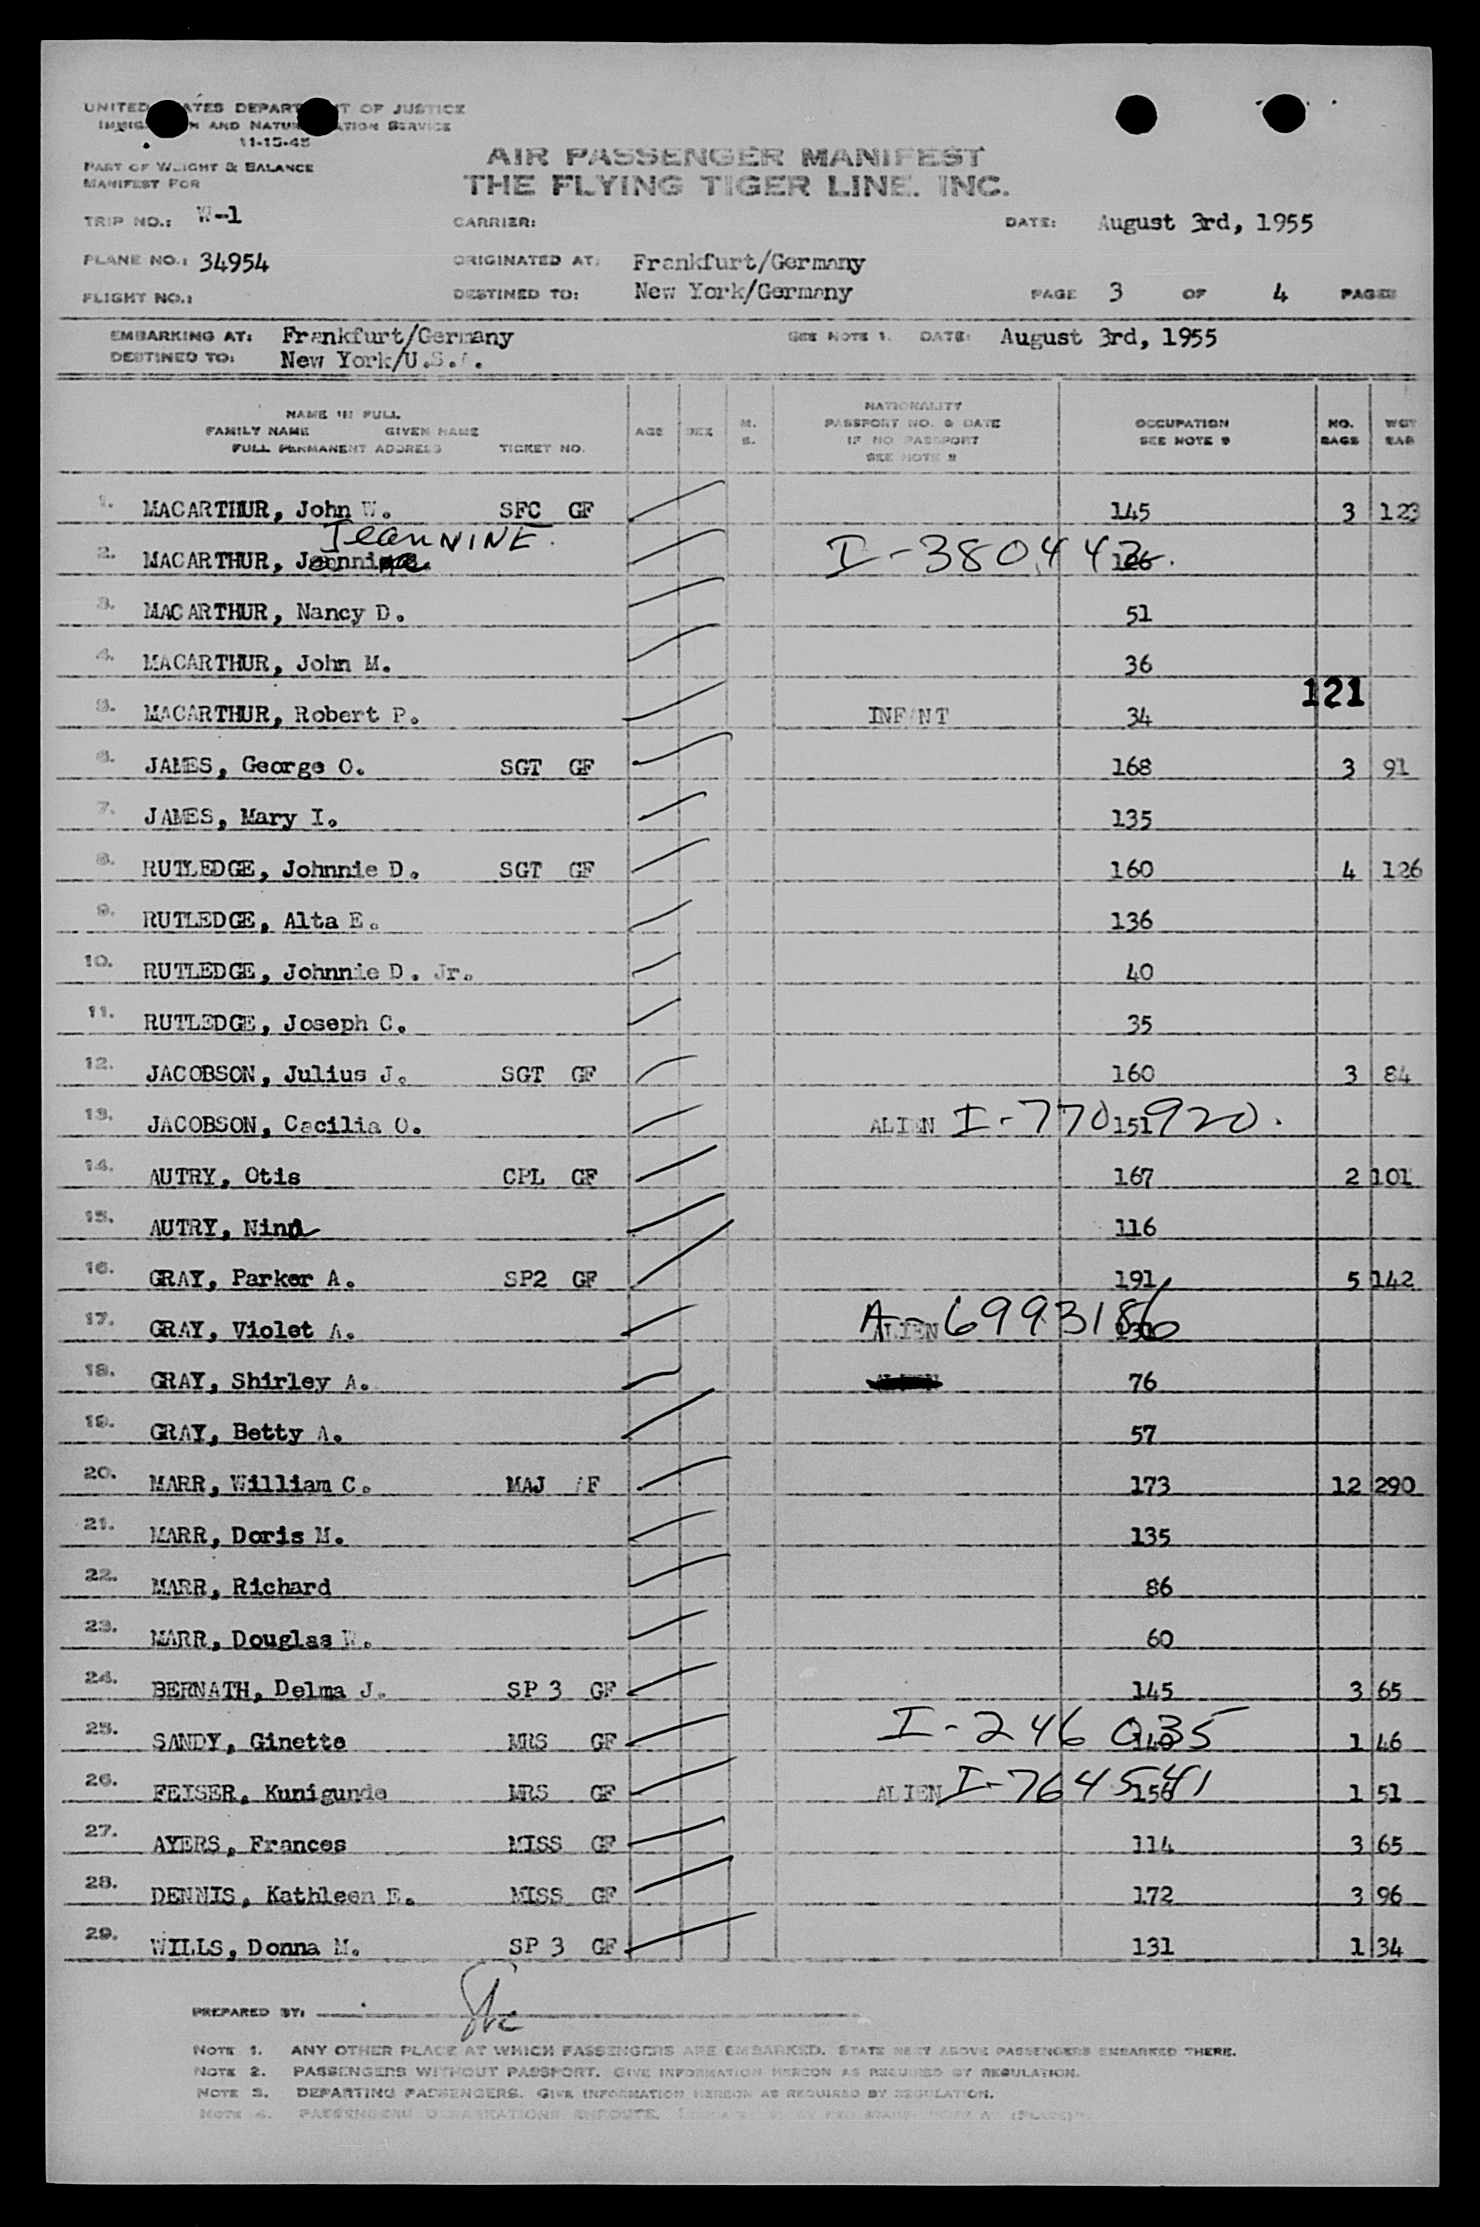 UNITED STATES DEPARTMENT OF JUSTICE
IMMIGRATION AND NATURALIZATION SERVICE
11-15-45
PART OF WEIGHT & BALANCE
MANIFEST FOR
AIR PASSENGER MANIFEST
THE FLYING TIGER LINE. INC.
TRIP NO.: W-1 CARRIER: DATE: August 3rd, 1955
PLANE NO.: 34954 ORIGINATED AT: Frankfurt/Germany
FLIGHT NO.: DESTINED TO: New York/Germany PAGE 3 OF 4 PAGES
EMBARKING AT: Frankfurt/Germany SEE NOTE 1. DATE: August 3rd, 1955
DESTINED TO: New York/U.S.A.
NAME IN FULL
FAMILY NAME GIVEN NAME
FULL PERMANENT ADDRESS TICKET NO. AGE SEX M. S. NATIONALITY PASSPORT NO. & DATE IF NO PASSPORT SEE NOTE 2 OCCUPATION SEE NOTE 3 NO. BAGS WGT BAG
1. MACARTHUR, John W. SFC GF 145 3 123
JeanNINE.
2. MACARTHUR, I-380442.
3. MACARTHUR, Nancy D. 51
4. MACARTHUR, John M. 36
121
5. MACARTHUR, Robert P. INFANT 34
6. JAMES, George O. SGT GF 168 3 91
7. JAMES, Mary I. 135
8. RUTLEDGE, Johnnie D. SGT GF 160 4 126
9. RUTLEDGE, Alta E. 136
10. RUTLEDGE, Johnnie D. Jr. 40
11. RUTLEDGE, Joseph C. 35
12. JACOBSON, Julius J. SGT GF 160 3 84
13. JACOBSON, Cecilia O. ALIEN I-770920. 151
14. AUTRY, Otis CPL GF 167 2 101
15. AUTRY, Nina 116
16. GRAY, Parker A. SP2 GF 191 5 142
17. GRAY, Violet A. ALIEN A-6993186
18. GRAY, Shirley A. 76
19. GRAY, Betty A. 57
20. MARR, William C. MAJ AF 173 12 290
21. MARR, Doris M. 135
22. MARR, Richard 86
23. MARR, Douglas W. 60
24. BERNATH, Delma J. SP 3 GF 145 3 65
25. SANDY, Ginette MRS GF I-246 035 1 46
26. FEISER, Kunigunde MRS GF ALIEN I-764541 1 51
27. AYERS, Frances MISS GF 114 3 65
28. DENNIS, Kathleen E. MISS GF 172 3 96
29. WILLS, Donna M. SP 3 GF 131 1 34
PREPARED BY:
NOTE 1. ANY OTHER PLACE AT WHICH PASSENGERS ARE EMBARKED. STATE NEXT ABOVE PASSENGERS EMBARKED THERE.
NOTE 2. PASSENGERS WITHOUT PASSPORT. GIVE INFORMATION HEREON AS REQUIRED BY REGULATION.
NOTE 3. DEPARTING PASSENGERS. GIVE INFORMATION HEREON AS REQUIRED BY REGULATION.
NOTE 4. PASSENGERS